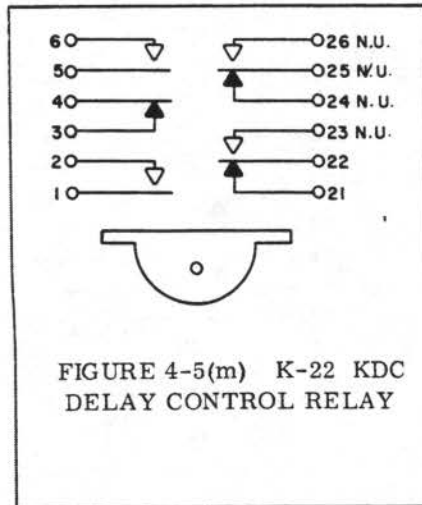 6 26 N.U.
5 25 N.U.
4 24 N.U.
3 23 N.U.
2 22
1 21
FIGURE 4-5(m) K-22 KDC
DELAY CONTROL RELAY